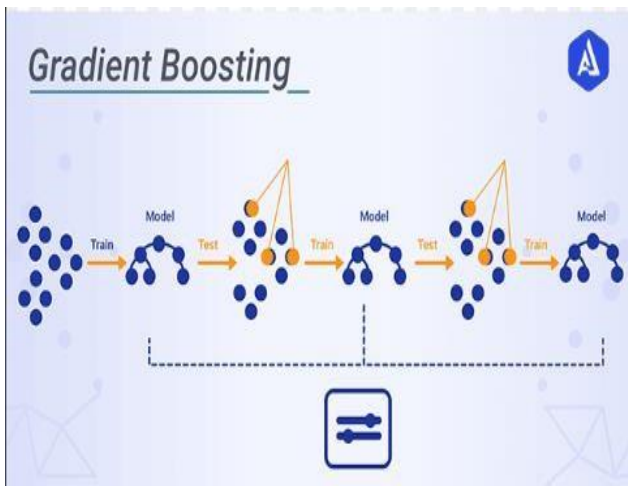 Gradient Boosting
Model
Model
Model
Train
Test
Train
Test
Train